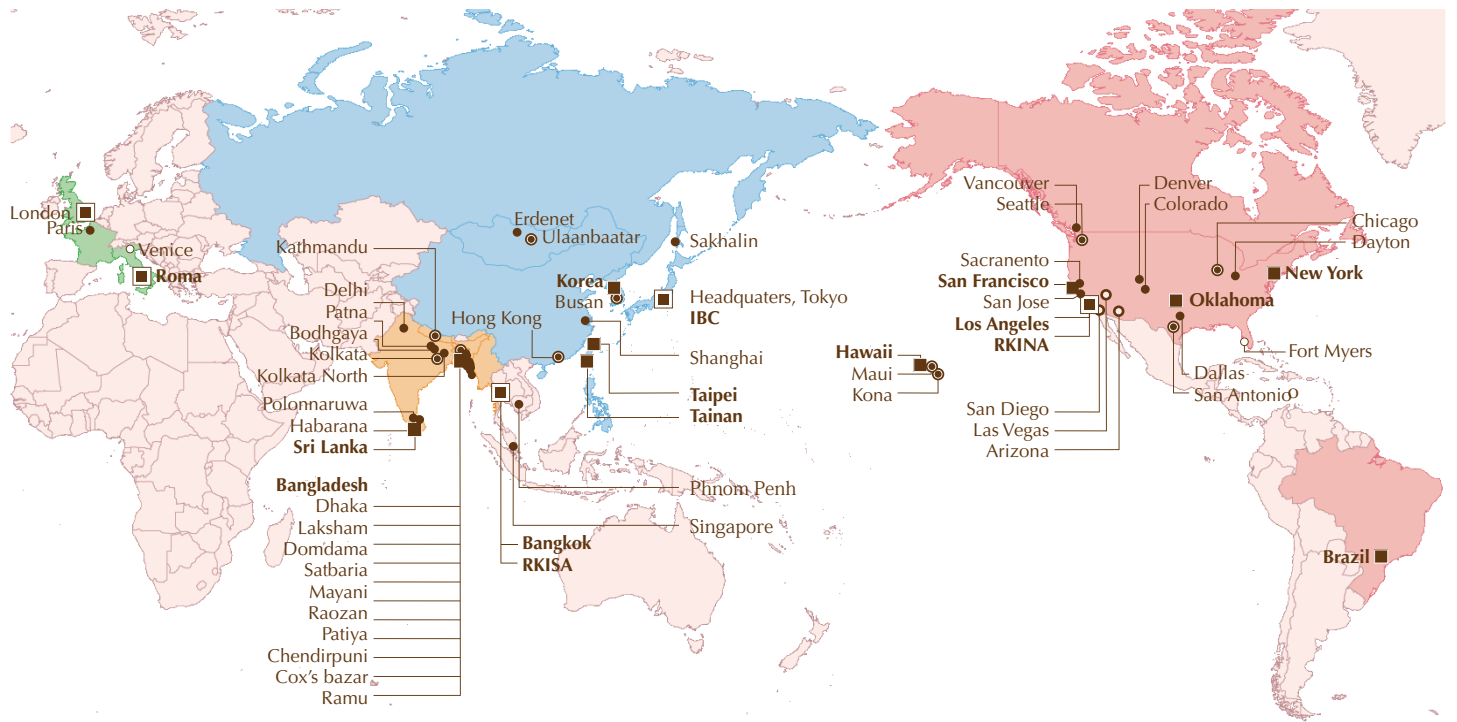 London
Paris
Venice
Roma
Kathmandu
Delhi
Patna
Bodhgaya
Kolkata
Kolkata North
Polonnaruwa
Habarana
Sri Lanka
Bangladesh
Dhaka
Laksham
Domdama
Satbaria
Mayani
Raozan
Patiya
Chendirpuni
Cox's bazar
Ramu
Erdenet
Ulaanbaatar
Sakhalin
Korea
Busan
Hong Kong
Headquaters, Tokyo
IBC
Shanghai
Taipei
Tainan
Phnom Penh
Singapore
Bangkok
RKISA
Hawaii
Maui
Kona
Vancouver
Seattle
Sacranento
San Francisco
San Jose
Los Angeles
RKINA
San Diego
Las Vegas
Arizona
Denver
Colorado
Chicago
Dayton
New York
Oklahoma
Fort Myers
Dallas
San Antonio
Brazil